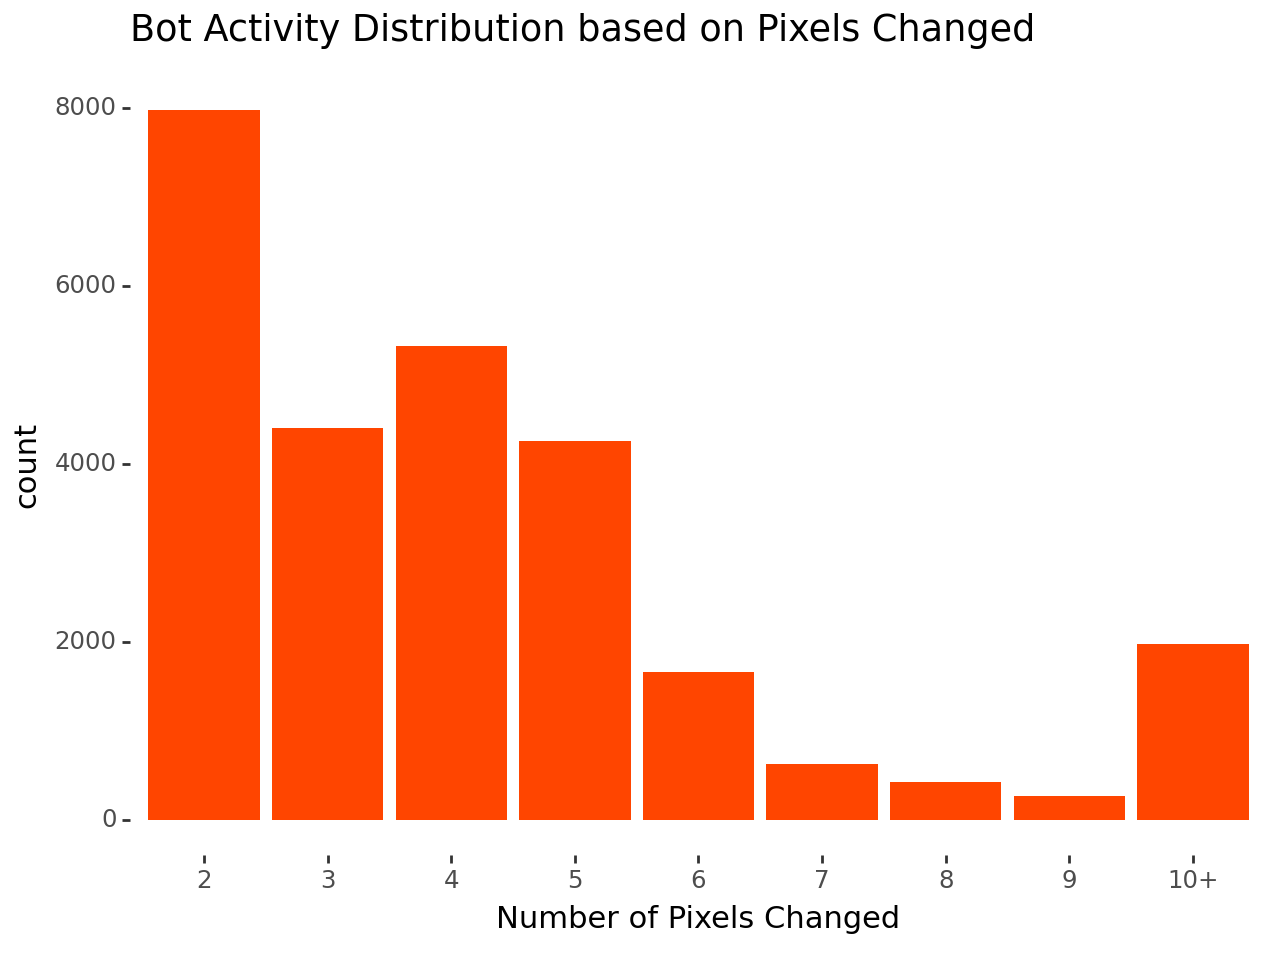 Bot Activity Distribution based on Pixels Changed
8000
6000
4000
2000
0
count
2 3 4 5 6 7 8 9 10+
Number of Pixels Changed